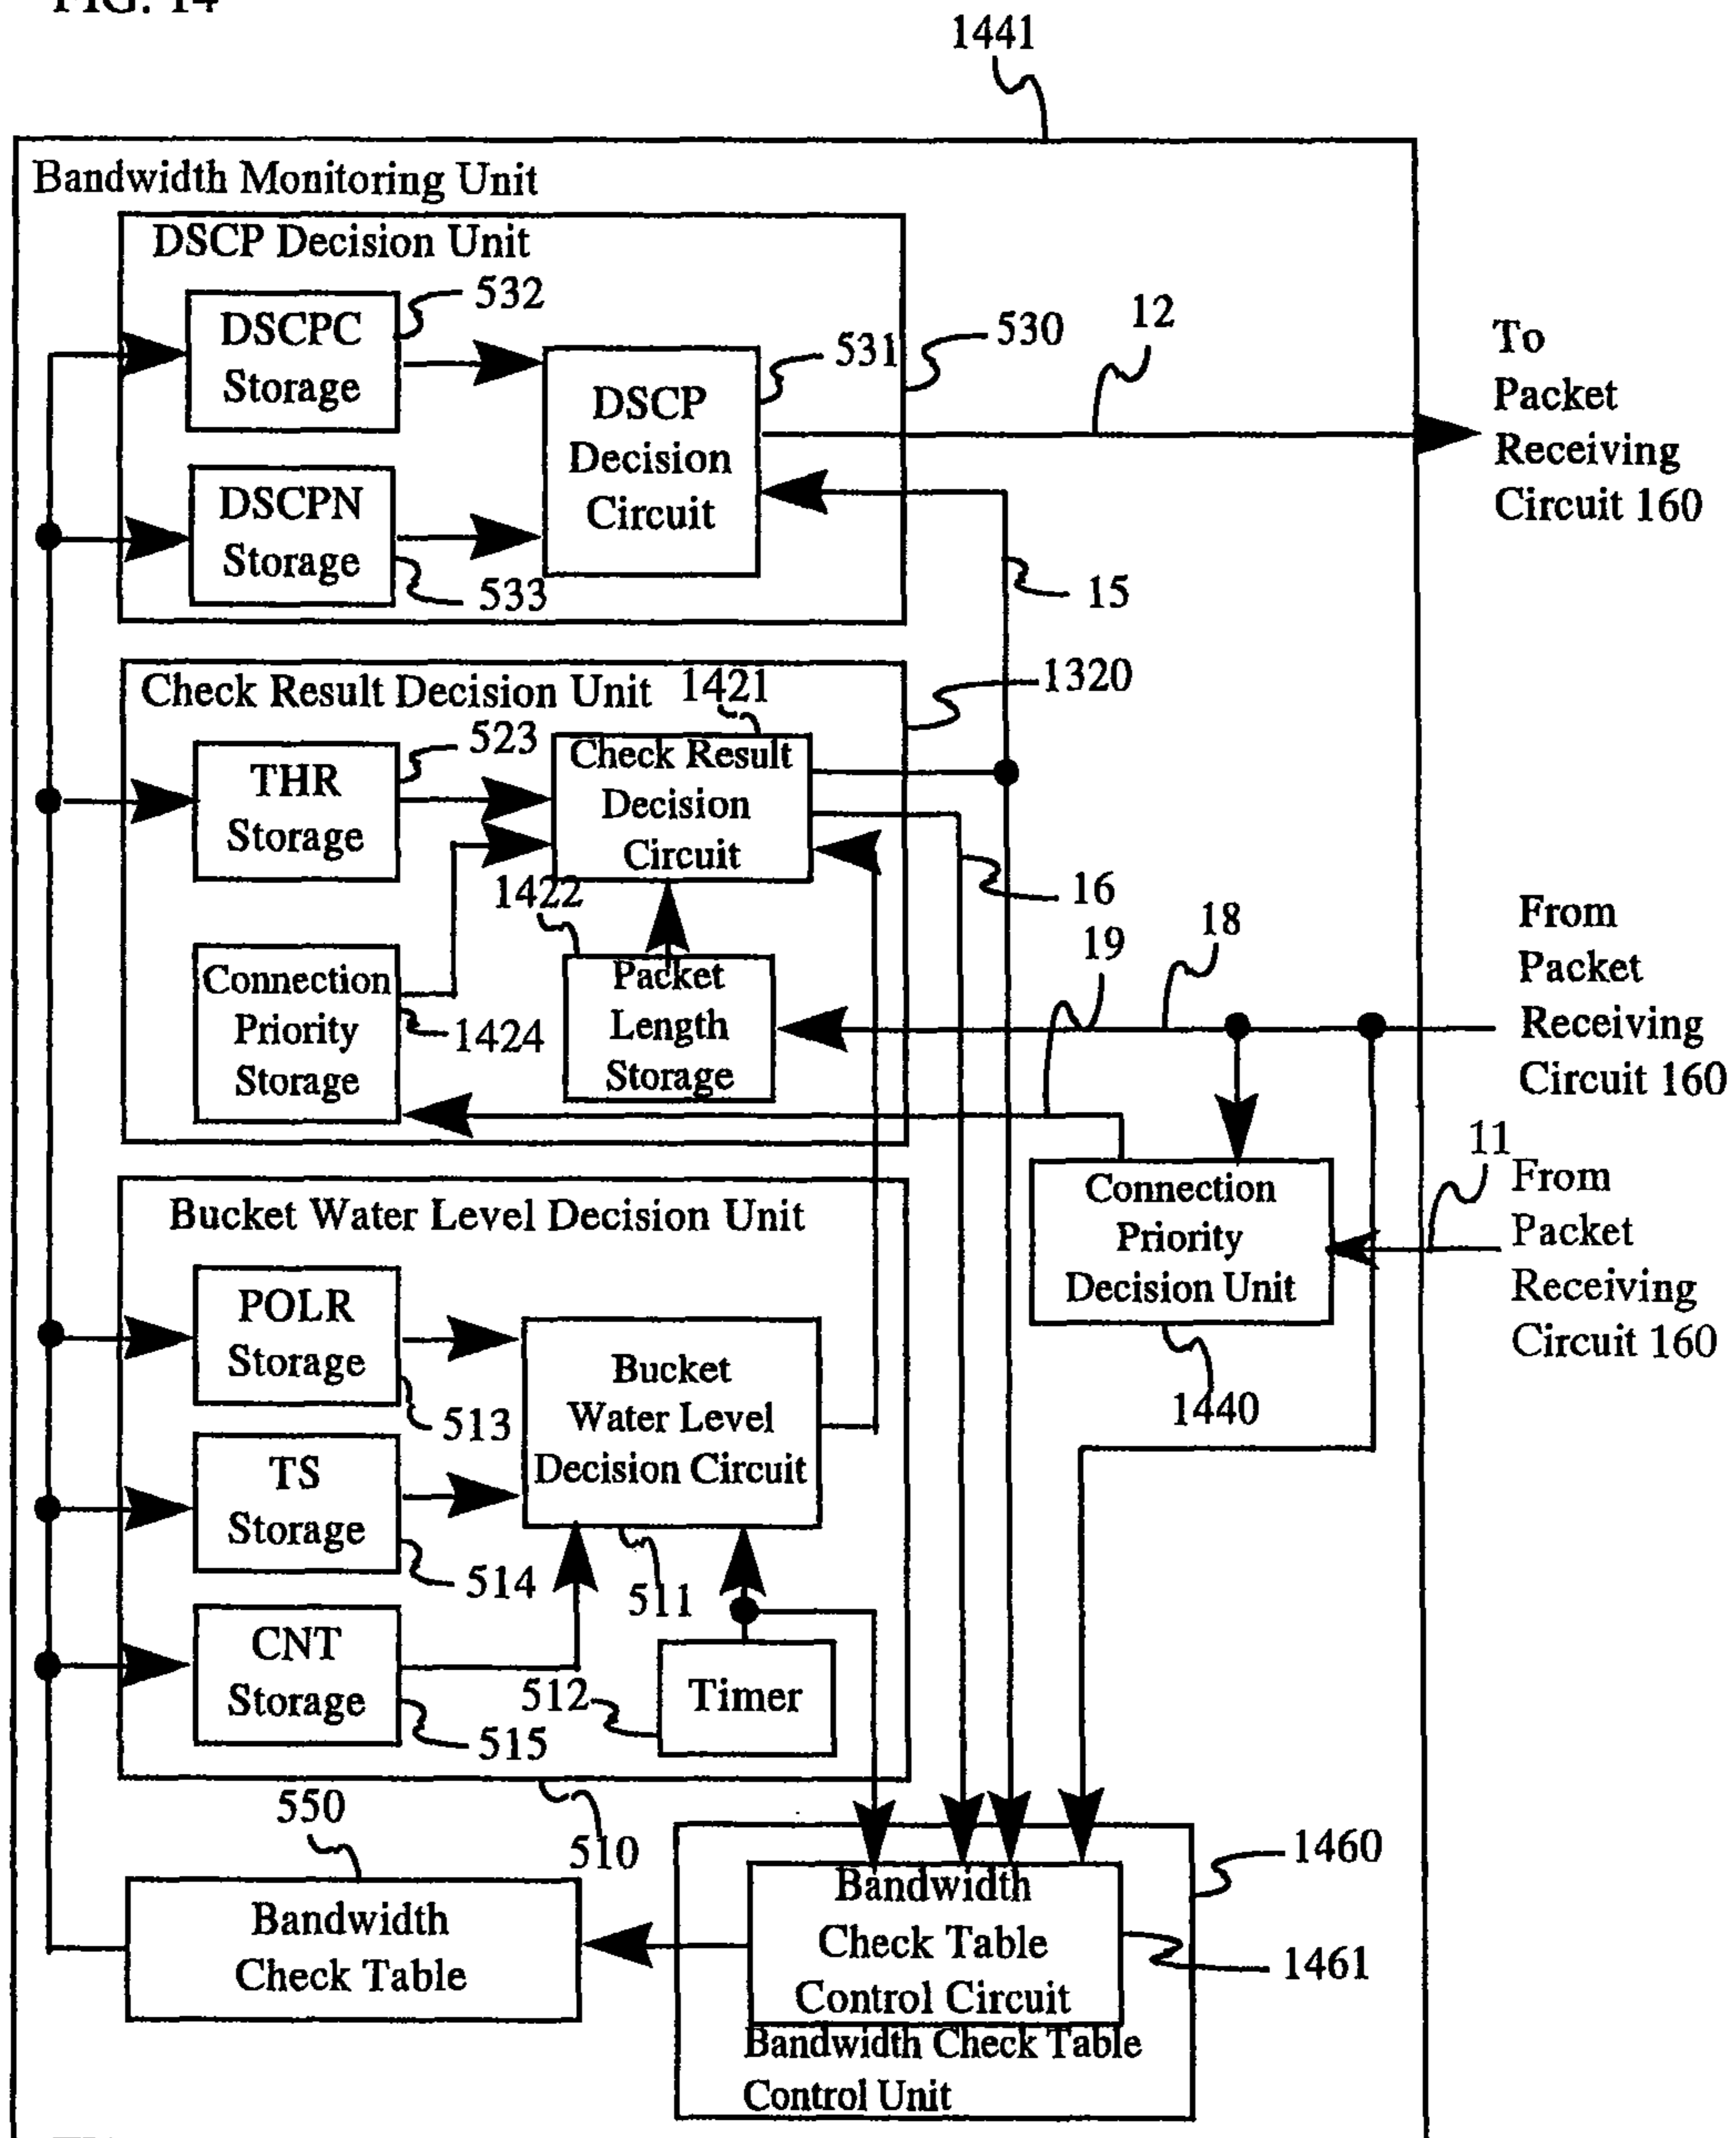 FIG. 14
1441
Bandwidth Monitoring Unit
DSCP Decision Unit
532
DSCPC
Storage
531
530
12
To
Packet
Receiving
Circuit 160
DSCP
Decision
Circuit
DSCPN
Storage
533
15
Check Result Decision Unit
1421
1320
523
THR
Storage
Check Result
Decision
Circuit
1422
16
18
19
From
Packet
Receiving
Circuit 160
Connection
Priority
Storage
1424
Packet
Length
Storage
11
From
Packet
Receiving
Circuit 160
Connection
Priority
Decision Unit
1440
Bucket Water Level Decision Unit
POLR
Storage
513
Bucket
Water Level
Decision Circuit
TS
Storage
514
511
CNT
Storage
515
512
Timer
550
510
1460
Bandwidth
Check Table
Bandwidth
Check Table
Control Circuit
1461
Bandwidth Check Table
Control Unit